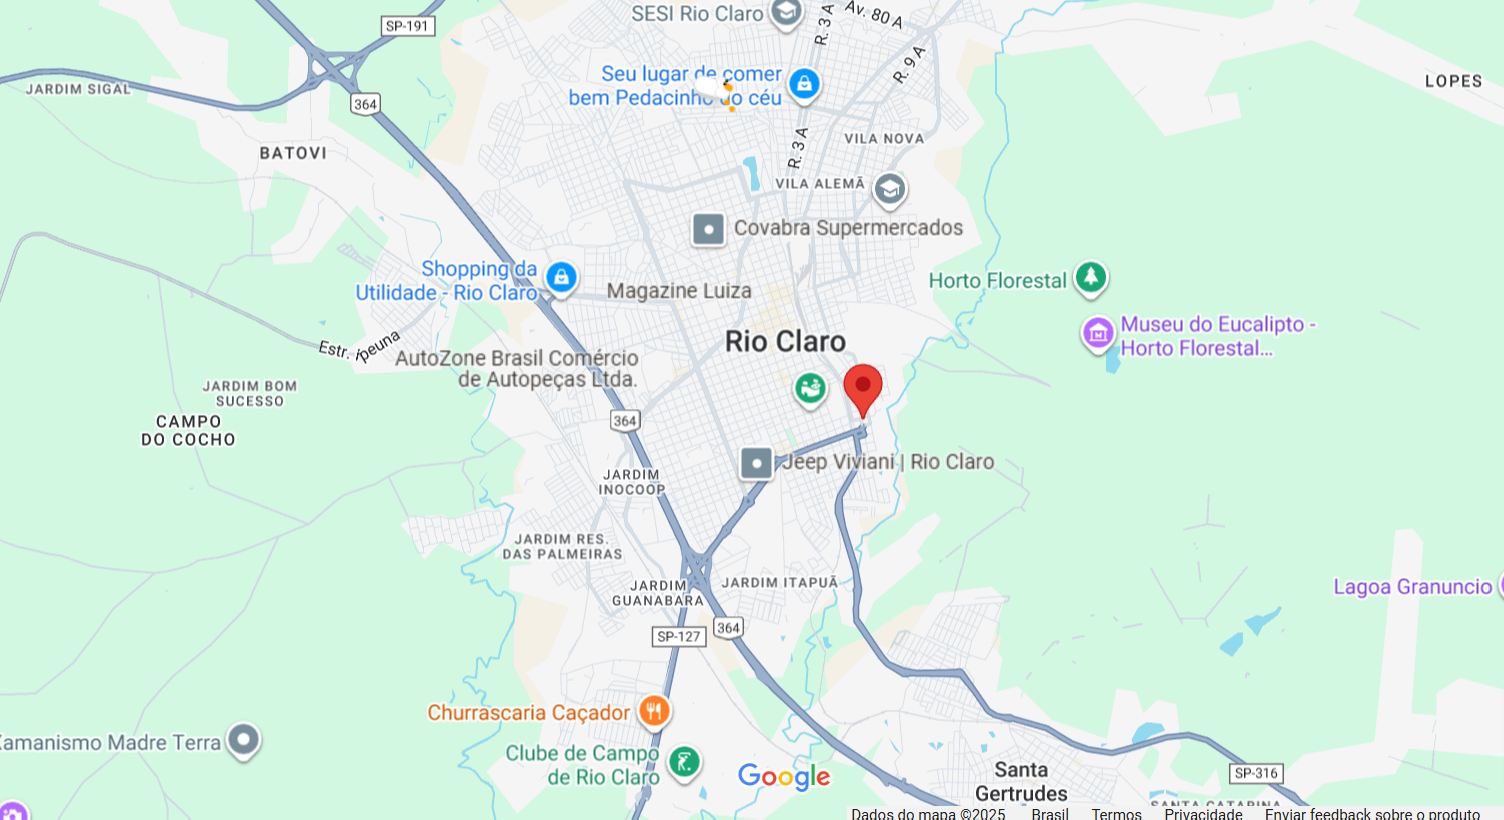 SESI Rio Claro
R. 3 A
Av. 80 A
SP-191
R. 9 A
Seu lugar de comer
bem Pedacinho do céu
JARDIM SIGAL
LOPES
364
R. 3 A
VILA NOVA
BATOVI
VILA ALEMÃ
Covabra Supermercados
Shopping da
Utilidade - Rio Claro
Magazine Luiza
Horto Florestal
Museu do Eucalipto -
Horto Florestal...
Rio Claro
Estr. Ipeuna
AutoZone Brasil Comércio
de Autopeças Ltda.
JARDIM BOM
SUCESSO
CAMPO
DO COCHO
364
Jeep Viviani | Rio Claro
JARDIM
INOCOOP
JARDIM RES.
DAS PALMEIRAS
JARDIM
GUANABARA
JARDIM ITAPUÃ
Lagoa Granuncio
364
SP-127
Churrascaria Caçador
Xamanismo Madre Terra
Clube de Campo
de Rio Claro
Google
Santa
Gertrudes
SP-316
SANTA CATARINA
Dados do mapa ©2025 Brasil Termos Privacidade Enviar feedback sobre o produto